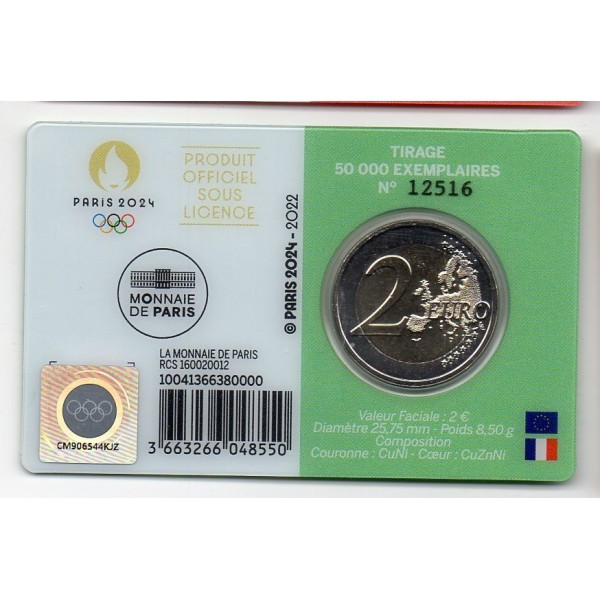 PARIS 2024
PRODUIT
OFFICIEL
SOUS
LICENCE
MONNAIE
DE PARIS
LA MONNAIE DE PARIS
RCS 160020012
10041366380000
3 663266 048550
CM906544KJZ
© PARIS 2024 - 2022
TIRAGE
50 000 EXEMPLAIRES
N° 12516
2 EURO
Valeur Faciale : 2 €
Diamètre 25,75 mm - Poids 8,50 g
Composition
Couronne : CuNi - Cœur : CuZnNi